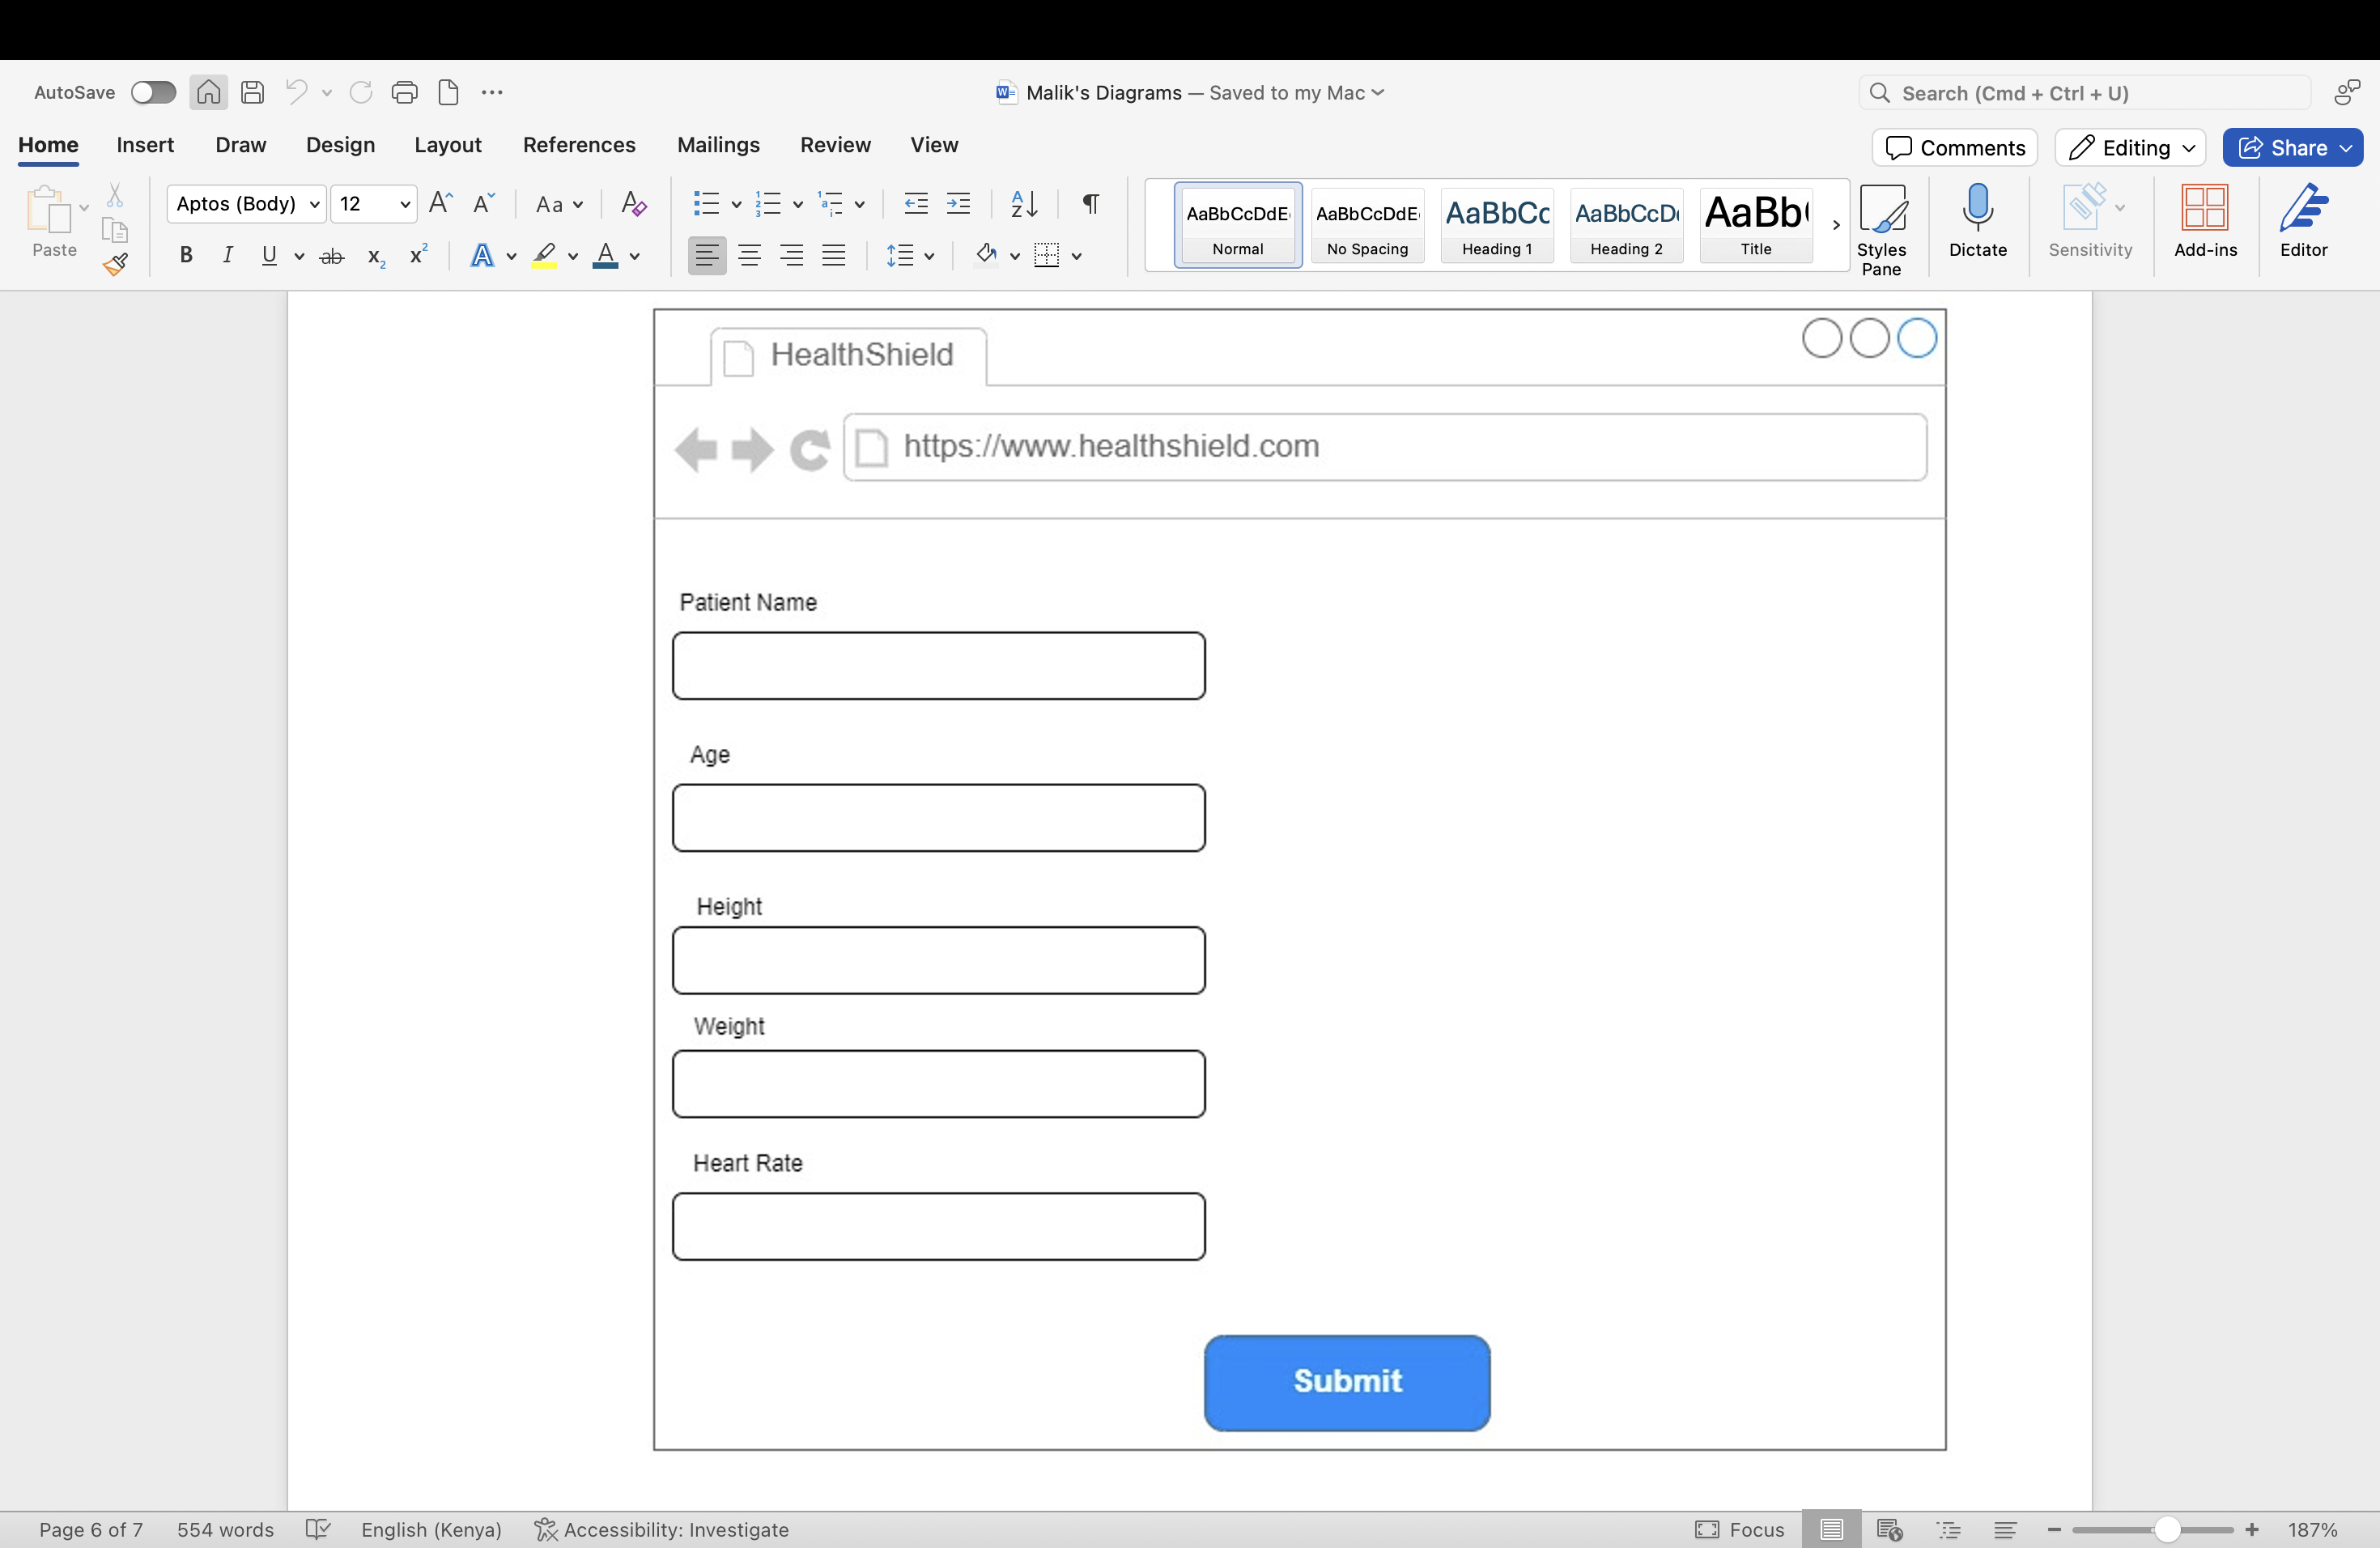 AutoSave
Malik's Diagrams — Saved to my Mac
Search (Cmd + Ctrl + U)
Home Insert Draw Design Layout References Mailings Review View
Comments Editing Share
Paste
Aptos (Body) 12
AaBbCcDdE AaBbCcDdE AaBbCc AaBbCcD AaBb
Normal No Spacing Heading 1 Heading 2 Title
Styles Pane
Dictate
Sensitivity
Add-ins
Editor
HealthShield
https://www.healthshield.com
Patient Name
Age
Height
Weight
Heart Rate
Submit
Page 6 of 7 554 words English (Kenya) Accessibility: Investigate Focus 187%